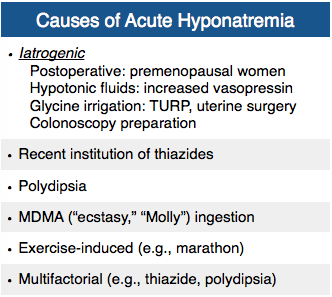 Causes of Acute Hyponatremia
• Iatrogenic
Postoperative: premenopausal women
Hypotonic fluids: increased vasopressin
Glycine irrigation: TURP, uterine surgery
Colonoscopy preparation
• Recent institution of thiazides
• Polydipsia
• MDMA (“ecstasy,” “Molly”) ingestion
• Exercise-induced (e.g., marathon)
• Multifactorial (e.g., thiazide, polydipsia)